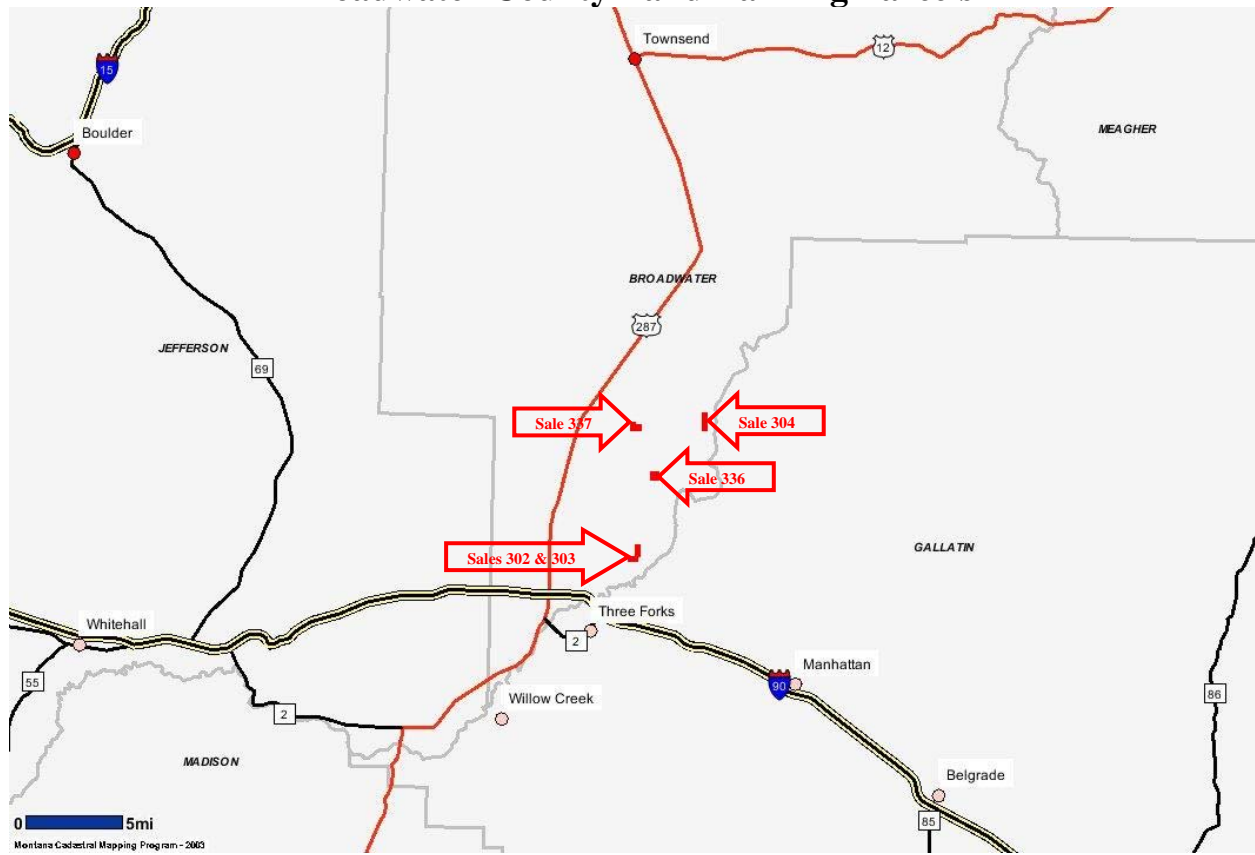 Townsend
12
15
Boulder
MEAGHER
BROADWATER
287
JEFFERSON
69
Sale 337
Sale 304
Sale 336
Sales 302 & 303
GALLATIN
Three Forks
Whitehall
2
Manhattan
55
90
86
Willow Creek
2
MADISON
Belgrade
0 5mi
85
Montana Cadastral Mapping Program - 2003